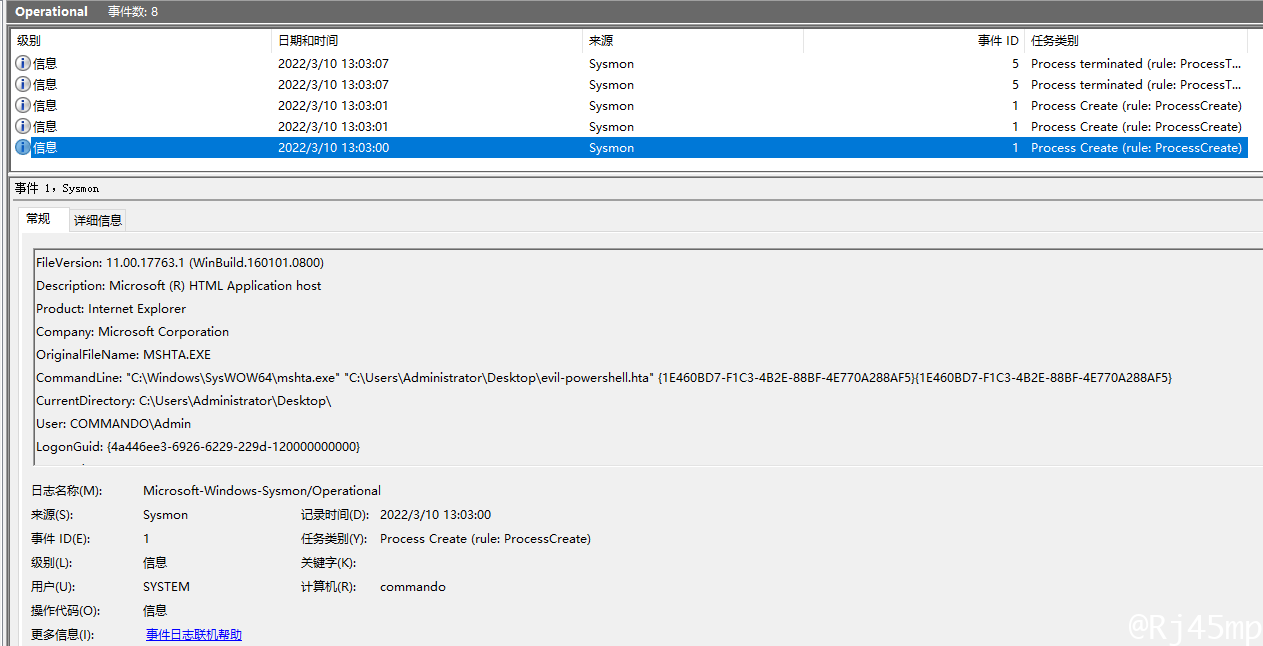 Operational 事件数: 8
级别 日期和时间 来源 事件 ID 任务类别
信息 2022/3/10 13:03:07 Sysmon 5 Process terminated (rule: ProcessT...
信息 2022/3/10 13:03:07 Sysmon 5 Process terminated (rule: ProcessT...
信息 2022/3/10 13:03:01 Sysmon 1 Process Create (rule: ProcessCreate)
信息 2022/3/10 13:03:01 Sysmon 1 Process Create (rule: ProcessCreate)
信息 2022/3/10 13:03:00 Sysmon 1 Process Create (rule: ProcessCreate)
事件 1，Sysmon
常规 详细信息
FileVersion: 11.00.17763.1 (WinBuild.160101.0800)
Description: Microsoft (R) HTML Application host
Product: Internet Explorer
Company: Microsoft Corporation
OriginalFileName: MSHTA.EXE
CommandLine: "C:\Windows\SysWOW64\mshta.exe" "C:\Users\Administrator\Desktop\evil-powershell.hta" {1E460BD7-F1C3-4B2E-88BF-4E770A288AF5}{1E460BD7-F1C3-4B2E-88BF-4E770A288AF5}
CurrentDirectory: C:\Users\Administrator\Desktop\
User: COMMANDO\Admin
LogonGuid: {4a446ee3-6926-6229-229d-120000000000}
日志名称(M): Microsoft-Windows-Sysmon/Operational
来源(S): Sysmon 记录时间(D): 2022/3/10 13:03:00
事件 ID(E): 1 任务类别(Y): Process Create (rule: ProcessCreate)
级别(L): 信息 关键字(K):
用户(U): SYSTEM 计算机(R): commando
操作代码(O): 信息
更多信息(I): 事件日志联机帮助
@Rj45mp